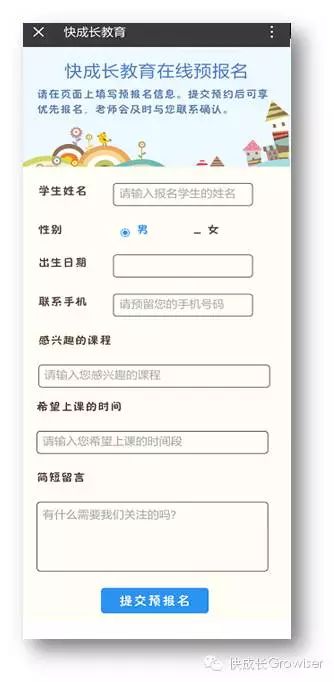 快成长教育
快成长教育在线预报名
请在页面上填写预报名信息。提交预约后可享
优先报名，老师会及时与您联系确认。
学生姓名 请输入报名学生的姓名
性别 男 女
出生日期
联系手机 请预留您的手机号码
感兴趣的课程
请输入您感兴趣的课程
希望上课的时间
请输入您希望上课的时间段
简短留言
有什么需要我们关注的吗?
提交预报名
快成长Growiser